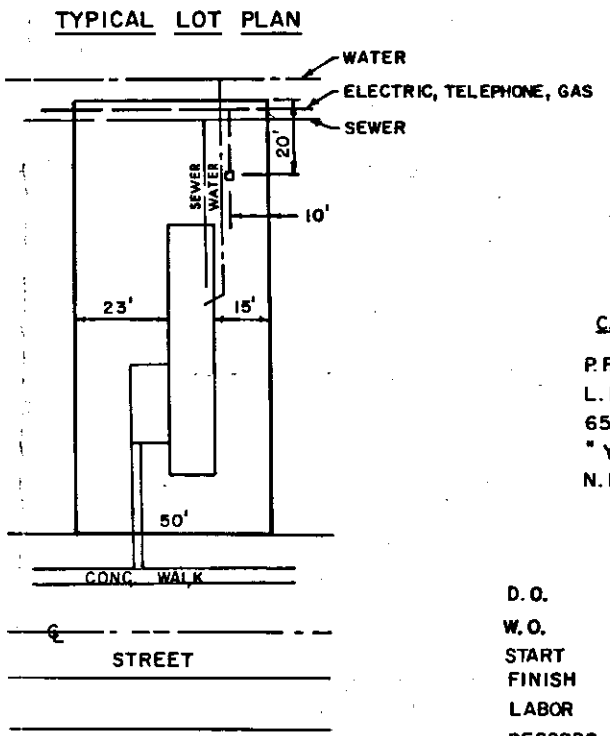 TYPICAL LOT PLAN
WATER
ELECTRIC, TELEPHONE, GAS
SEWER
20'
SEWER
WATER
10'
23'
15'
50'
CONC. WALK
℄
STREET
C.
P.
L.
65
" Y
N.
D.O.
W.O.
START
FINISH
LABOR